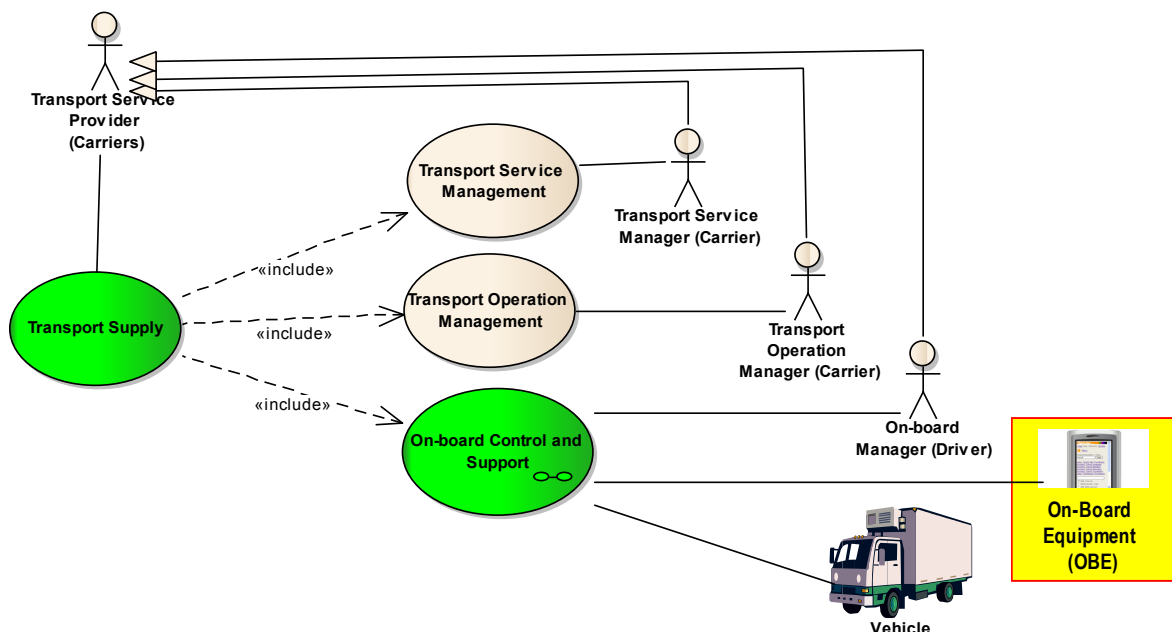 Transport Service
Provider
(Carriers)
Transport Service
Management
Transport Service
Manager (Carrier)
«include»
Transport Supply
Transport Operation
Management
«include»
Transport
Operation
Manager (Carrier)
«include»
On-board Control and
Support
On-board
Manager (Driver)
On-Board
Equipment
(OBE)
Vehicle